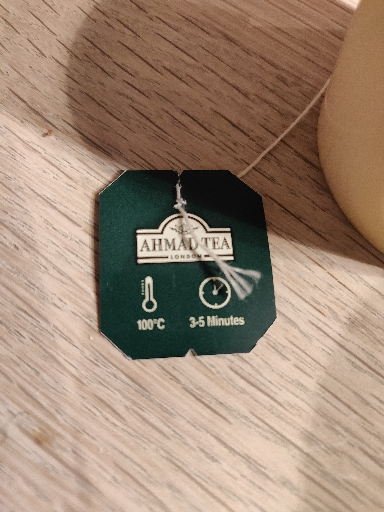 AHMAD TEA
LONDON
100°C
3-5 Minutes